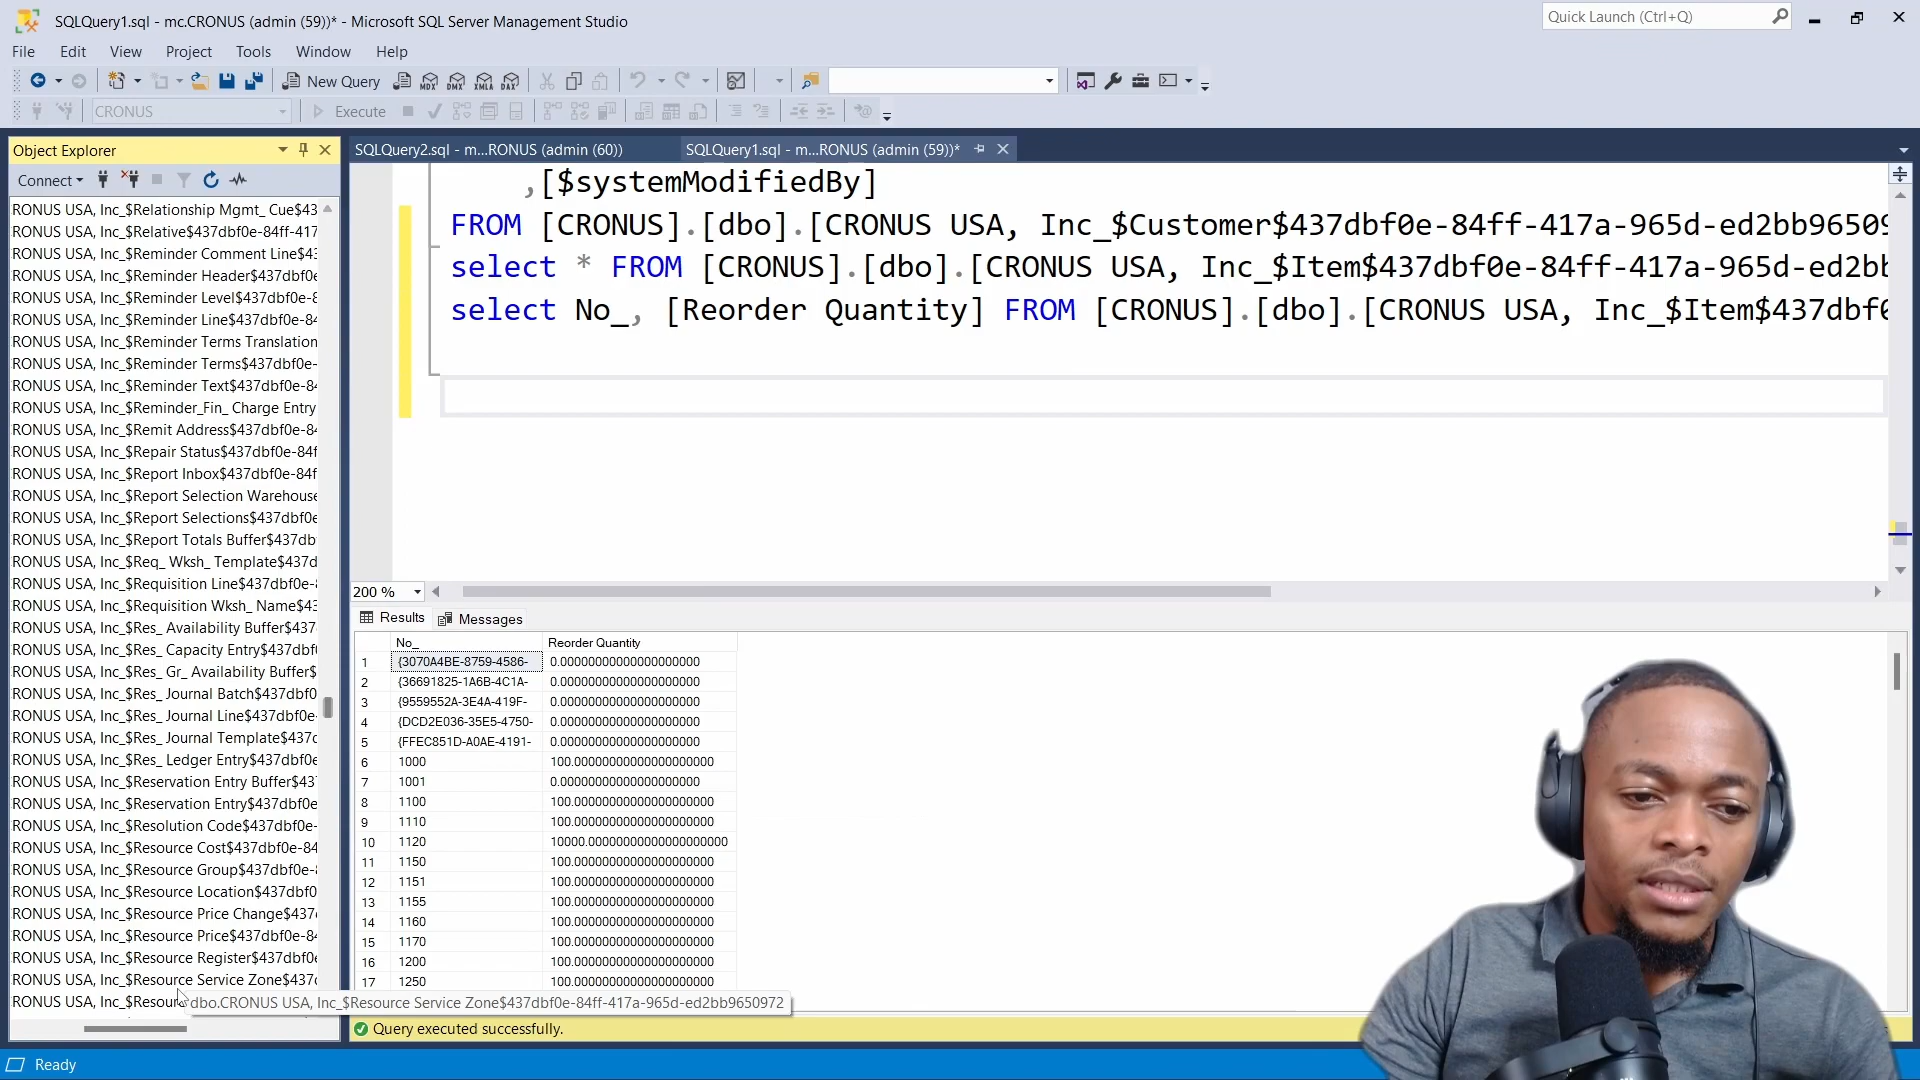 SQLQuery1.sql - mc.CRONUS (admin (59))* - Microsoft SQL Server Management Studio
Quick Launch (Ctrl+Q)
File Edit View Project Tools Window Help
New Query
MDX DMX XMLA DAX
CRONUS
Execute
Object Explorer
Connect
RONUS USA, Inc_$Relationship Mgmt_ Cue$43
RONUS USA, Inc_$Relative$437dbf0e-84ff-417
RONUS USA, Inc_$Reminder Comment Line$43
RONUS USA, Inc_$Reminder Header$437dbf0e-
RONUS USA, Inc_$Reminder Level$437dbf0e-8
RONUS USA, Inc_$Reminder Line$437dbf0e-84
RONUS USA, Inc_$Reminder Terms Translation
RONUS USA, Inc_$Reminder Terms$437dbf0e-
RONUS USA, Inc_$Reminder Text$437dbf0e-84
RONUS USA, Inc_$Reminder_Fin_ Charge Entry
RONUS USA, Inc_$Remit Address$437dbf0e-84
RONUS USA, Inc_$Repair Status$437dbf0e-84f
RONUS USA, Inc_$Report Inbox$437dbf0e-84f
RONUS USA, Inc_$Report Selection Warehouse
RONUS USA, Inc_$Report Selections$437dbf0e
RONUS USA, Inc_$Report Totals Buffer$437db
RONUS USA, Inc_$Req_ Wksh_ Template$437d
RONUS USA, Inc_$Requisition Line$437dbf0e-8
RONUS USA, Inc_$Requisition Wksh_ Name$43
RONUS USA, Inc_$Res_ Availability Buffer$437
RONUS USA, Inc_$Res_ Capacity Entry$437dbf
RONUS USA, Inc_$Res_ Gr_ Availability Buffer$
RONUS USA, Inc_$Res_ Journal Batch$437dbf0
RONUS USA, Inc_$Res_ Journal Line$437dbf0e-
RONUS USA, Inc_$Res_ Journal Template$437d
RONUS USA, Inc_$Res_ Ledger Entry$437dbf0e
RONUS USA, Inc_$Reservation Entry Buffer$437
RONUS USA, Inc_$Reservation Entry$437dbf0e
RONUS USA, Inc_$Resolution Code$437dbf0e-
RONUS USA, Inc_$Resource Cost$437dbf0e-84
RONUS USA, Inc_$Resource Group$437dbf0e-8
RONUS USA, Inc_$Resource Location$437dbf0
RONUS USA, Inc_$Resource Price Change$437d
RONUS USA, Inc_$Resource Price$437dbf0e-84
RONUS USA, Inc_$Resource Register$437dbf0e
RONUS USA, Inc_$Resource Service Zone$437d
RONUS USA, Inc_$Resour
dbo.CRONUS USA, Inc_$Resource Service Zone$437dbf0e-84ff-417a-965d-ed2bb9650972
SQLQuery2.sql - m...RONUS (admin (60))
SQLQuery1.sql - m...RONUS (admin (59))*
,[$systemModifiedBy]
FROM [CRONUS].[dbo].[CRONUS USA, Inc_$Customer$437dbf0e-84ff-417a-965d-ed2bb96509
select * FROM [CRONUS].[dbo].[CRONUS USA, Inc_$Item$437dbf0e-84ff-417a-965d-ed2bb
select No_, [Reorder Quantity] FROM [CRONUS].[dbo].[CRONUS USA, Inc_$Item$437dbf0
200 %
Results Messages
No_ Reorder Quantity
1 {3070A4BE-8759-4586- 0.00000000000000000000
2 {36691825-1A6B-4C1A- 0.00000000000000000000
3 {9559552A-3E4A-419F- 0.00000000000000000000
4 {DCD2E036-35E5-4750- 0.00000000000000000000
5 {FFEC851D-A0AE-4191- 0.00000000000000000000
6 1000 100.00000000000000000000
7 1001 0.00000000000000000000
8 1100 100.00000000000000000000
9 1110 100.00000000000000000000
10 1120 10000.00000000000000000000
11 1150 100.00000000000000000000
12 1151 100.00000000000000000000
13 1155 100.00000000000000000000
14 1160 100.00000000000000000000
15 1170 100.00000000000000000000
16 1200 100.00000000000000000000
17 1250 100.00000000000000000000
Query executed successfully.
Ready